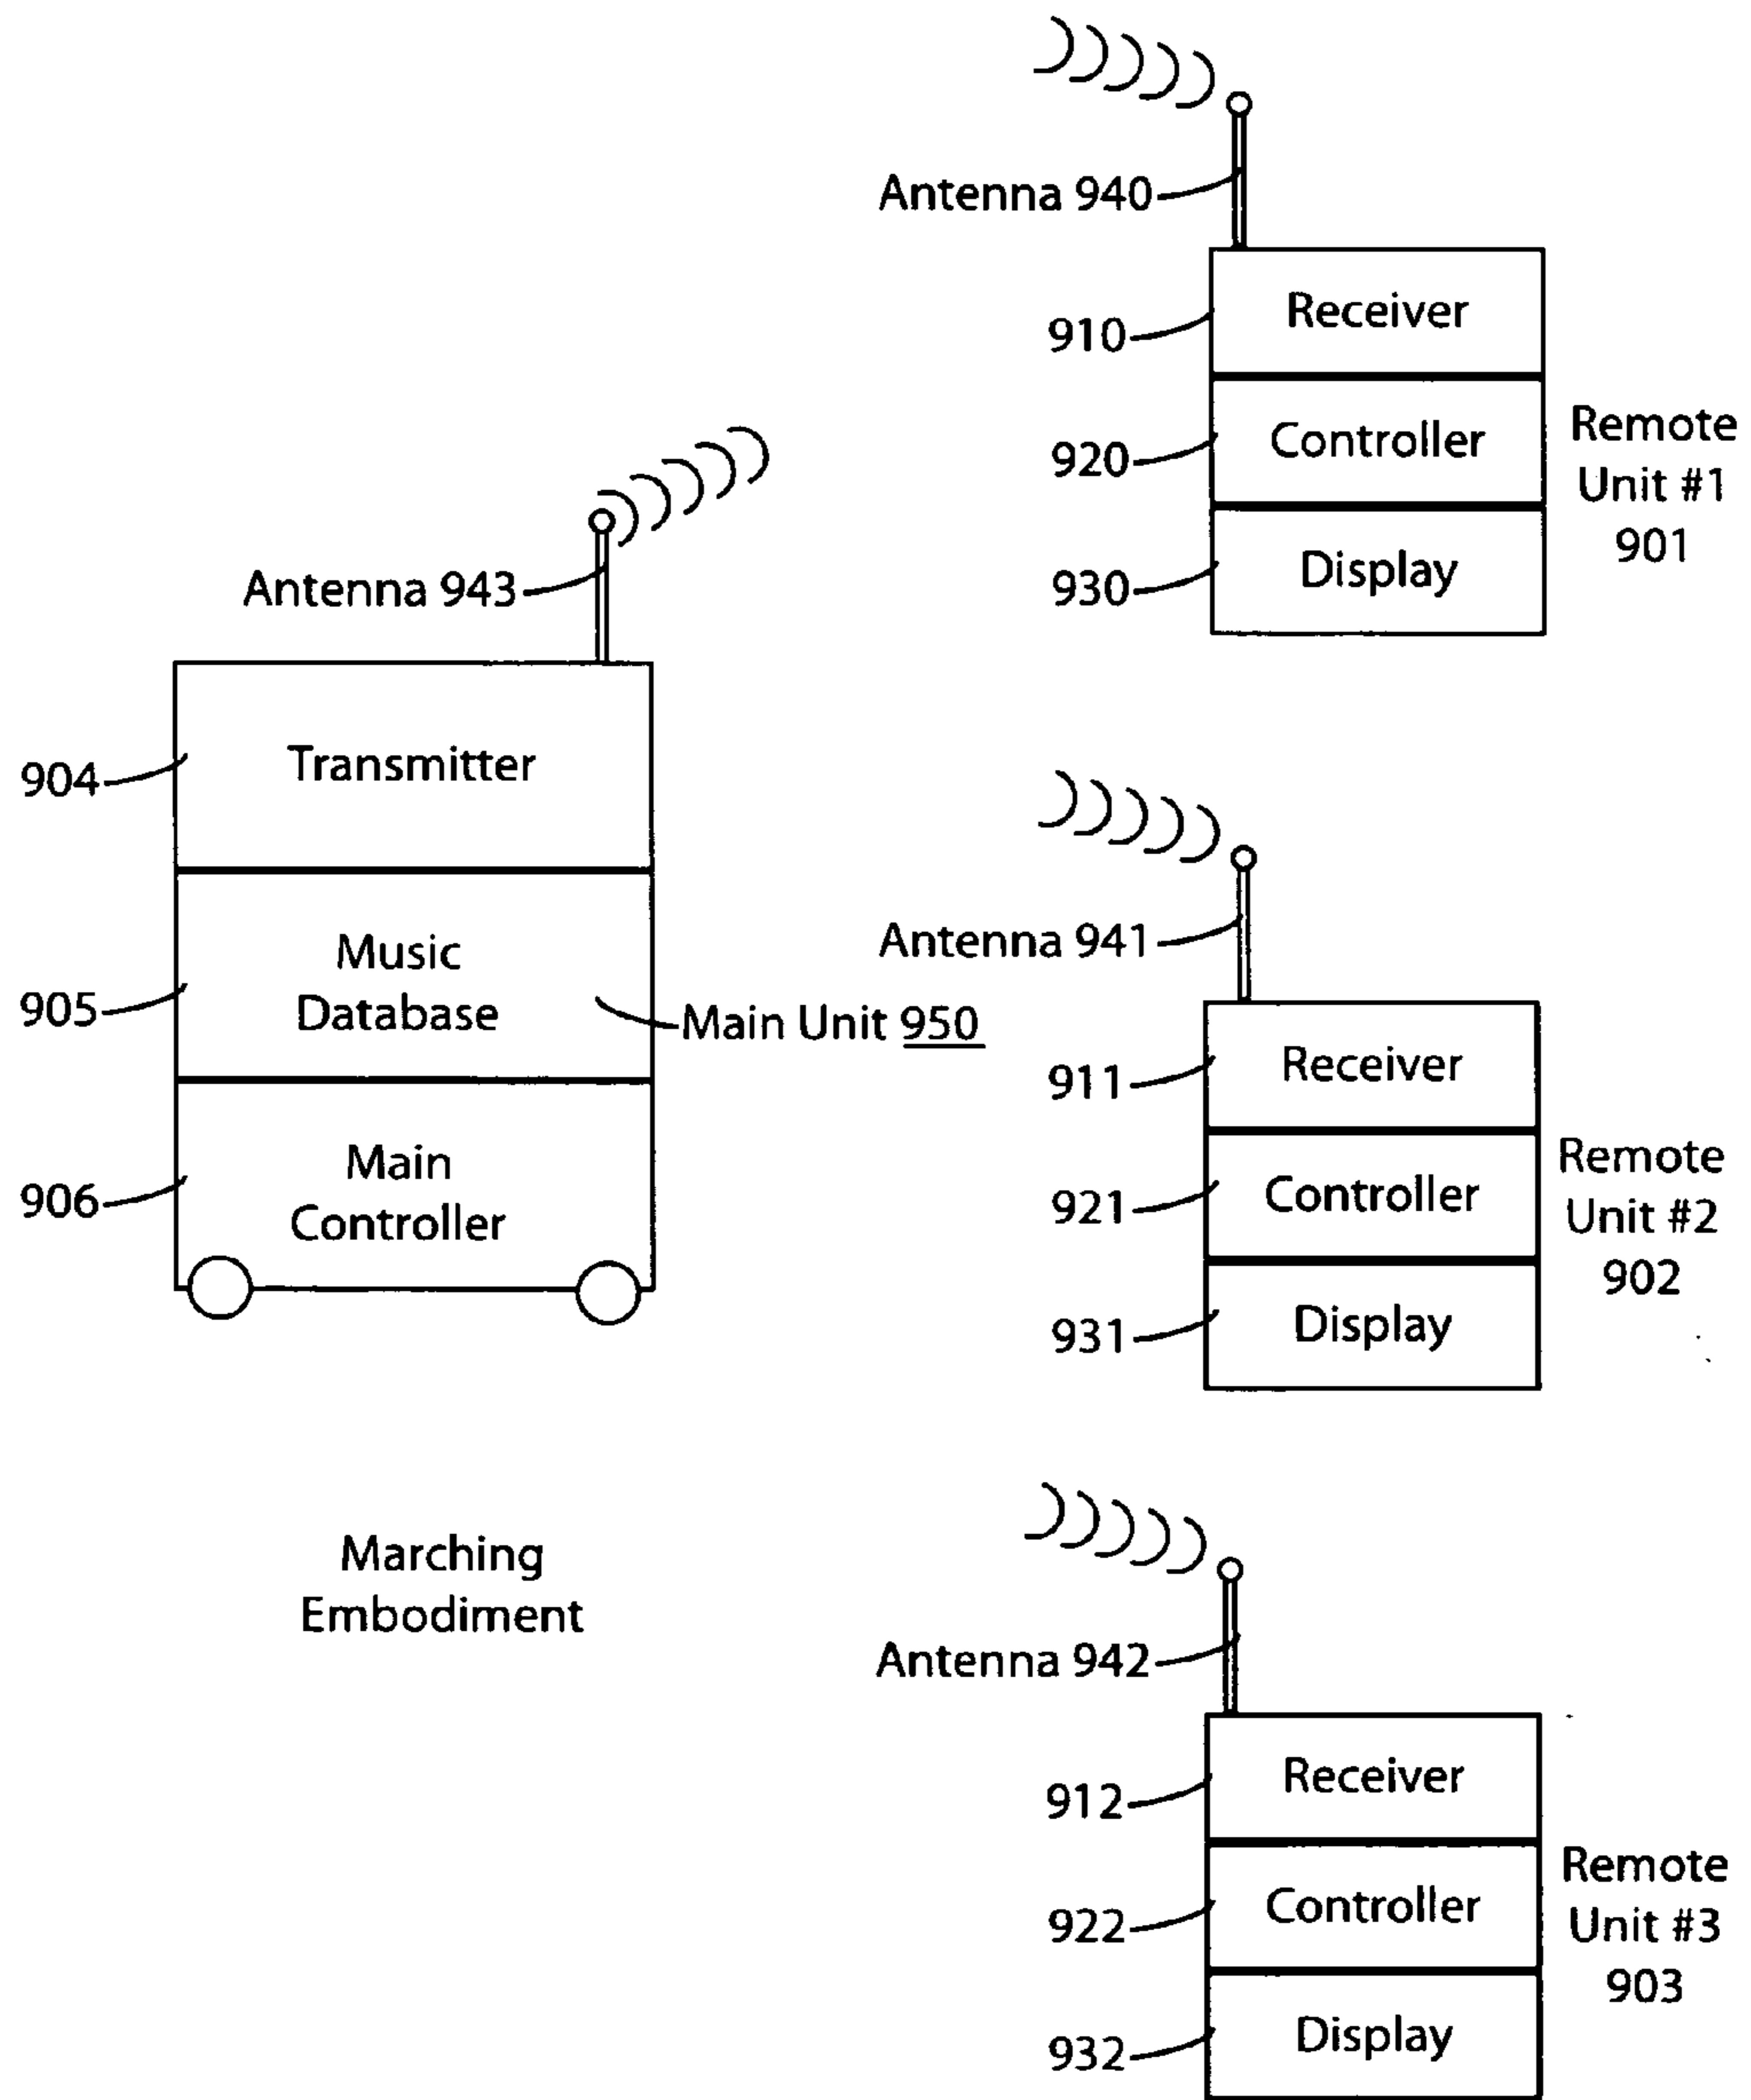 Antenna 943
904
Transmitter
905
Music
Database
Main Unit 950
906
Main
Controller
Marching
Embodiment
Antenna 940
910
Receiver
920
Controller
930
Display
Remote
Unit #1
901
Antenna 941
911
Receiver
921
Controller
931
Display
Remote
Unit #2
902
Antenna 942
912
Receiver
922
Controller
932
Display
Remote
Unit #3
903